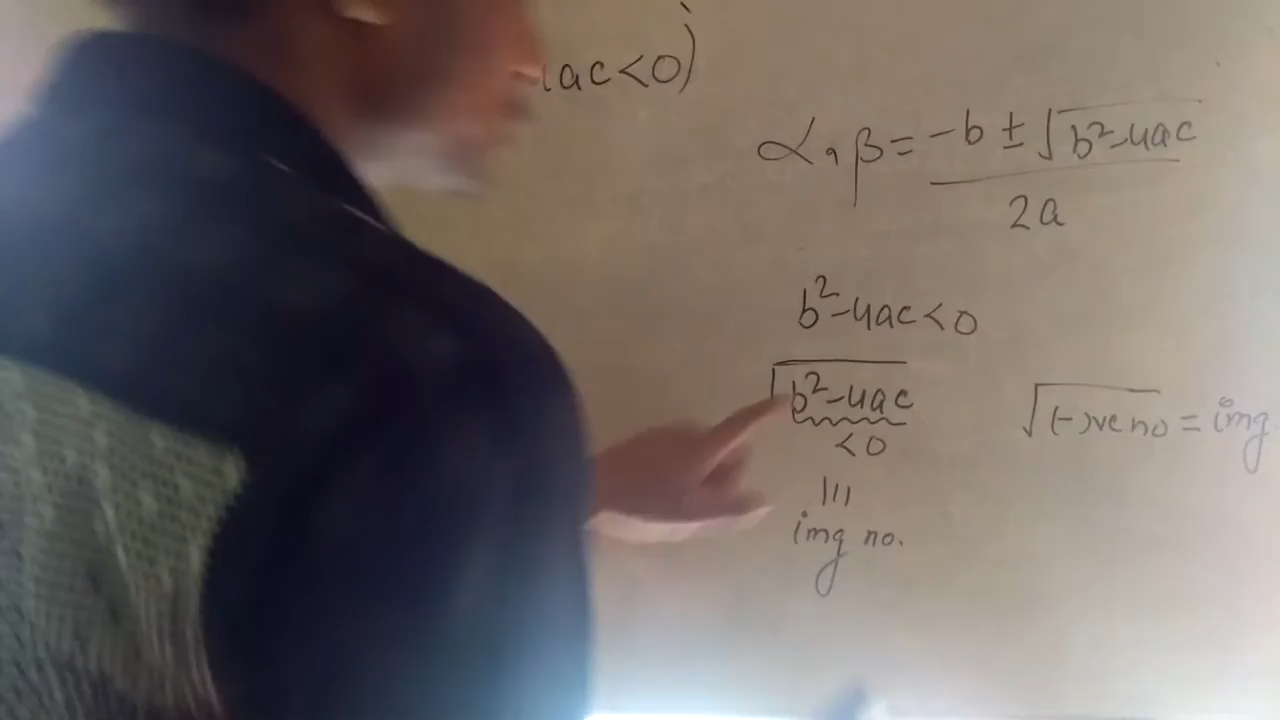 ac<0)
α, β = -b ± √b²-4ac
2a
b²-4ac<0
√b²-4ac
<0
√(-)ve no = img
|||
img no.